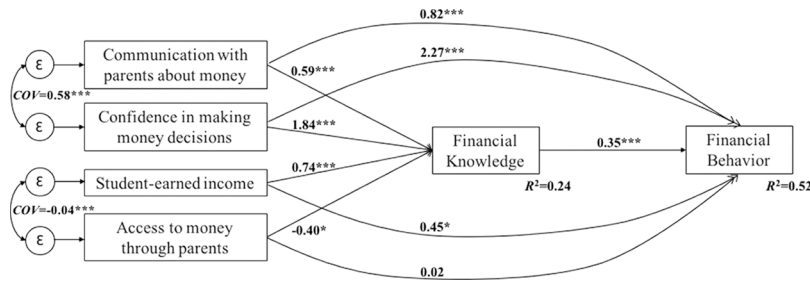 0.82***
Communication with
parents about money
2.27***
0.59***
ε
COV=0.58***
Confidence in making
money decisions
ε
1.84***
Financial
Knowledge
0.35***
Financial
Behavior
R²=0.24
R²=0.52
0.74***
ε
Student-earned income
COV=-0.04***
Access to money
through parents
ε
-0.40*
0.45*
0.02